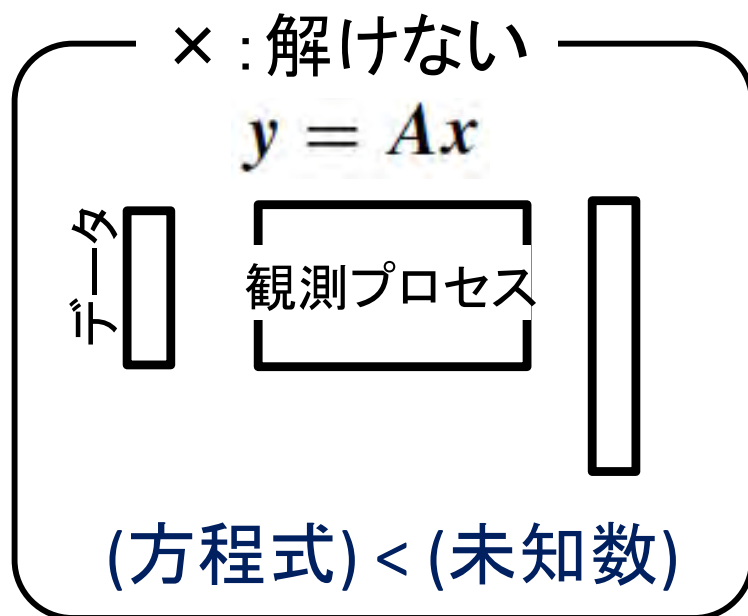 × : 解けない
y = Ax
データ
観測プロセス
(方程式) < (未知数)